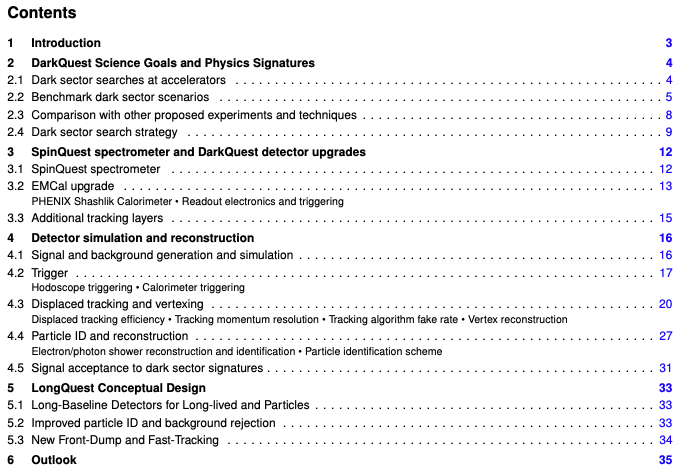 Contents
1 Introduction 3
2 DarkQuest Science Goals and Physics Signatures 4
2.1 Dark sector searches at accelerators . . . . . . . . . . . . . . . . . . . . . . . . . . . . . . 4
2.2 Benchmark dark sector scenarios . . . . . . . . . . . . . . . . . . . . . . . . . . . . . . 5
2.3 Comparison with other proposed experiments and techniques . . . . . . . . . . . . . . . . . . . . 8
2.4 Dark sector search strategy . . . . . . . . . . . . . . . . . . . . . . . . . . . . . . 9
3 SpinQuest spectrometer and DarkQuest detector upgrades 12
3.1 SpinQuest spectrometer . . . . . . . . . . . . . . . . . . . . . . . . . . . . . . 12
3.2 EMCal upgrade . . . . . . . . . . . . . . . . . . . . . . . . . . . . . . 13
PHENIX Shashlik Calorimeter • Readout electronics and triggering
3.3 Additional tracking layers . . . . . . . . . . . . . . . . . . . . . . . . . . . . . . 15
4 Detector simulation and reconstruction 16
4.1 Signal and background generation and simulation . . . . . . . . . . . . . . . . . . . . . . . . 16
4.2 Trigger . . . . . . . . . . . . . . . . . . . . . . . . . . . . . . 17
Hodoscope triggering • Calorimeter triggering
4.3 Displaced tracking and vertexing . . . . . . . . . . . . . . . . . . . . . . . . . . . . . . 20
Displaced tracking efficiency • Tracking momentum resolution • Tracking algorithm fake rate • Vertex reconstruction
4.4 Particle ID and reconstruction . . . . . . . . . . . . . . . . . . . . . . . . . . . . . . 27
Electron/photon shower reconstruction and identification • Particle identification scheme
4.5 Signal acceptance to dark sector signatures . . . . . . . . . . . . . . . . . . . . . . . . . . 31
5 LongQuest Conceptual Design 33
5.1 Long-Baseline Detectors for Long-lived and Particles . . . . . . . . . . . . . . . . . . . . . . . 33
5.2 Improved particle ID and background rejection . . . . . . . . . . . . . . . . . . . . . . . . . 33
5.3 New Front-Dump and Fast-Tracking . . . . . . . . . . . . . . . . . . . . . . . . . . . . . . 34
6 Outlook 35